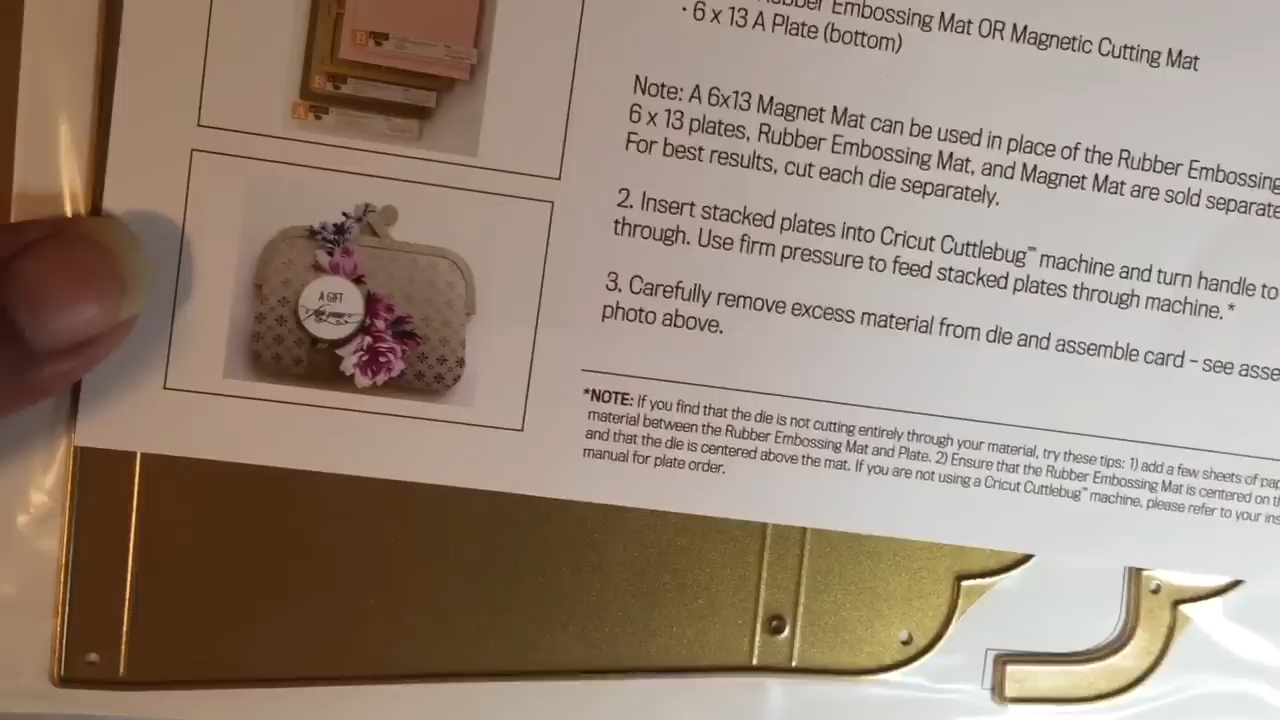 Rubber Embossing Mat OR Magnetic Cutting Mat
· 6 x 13 A Plate (bottom)
Note: A 6x13 Magnet Mat can be used in place of the Rubber Embossing
6 x 13 plates, Rubber Embossing Mat, and Magnet Mat are sold separate
For best results, cut each die separately.
2. Insert stacked plates into Cricut Cuttlebug™ machine and turn handle to
through. Use firm pressure to feed stacked plates through machine.*
3. Carefully remove excess material from die and assemble card – see asse
photo above.
*NOTE: If you find that the die is not cutting entirely through your material, try these tips: 1) add a few sheets of pap
material between the Rubber Embossing Mat and Plate. 2) Ensure that the Rubber Embossing Mat is centered on th
and that the die is centered above the mat. If you are not using a Cricut Cuttlebug™ machine, please refer to your ins
manual for plate order.
B
B
A
A GIFT